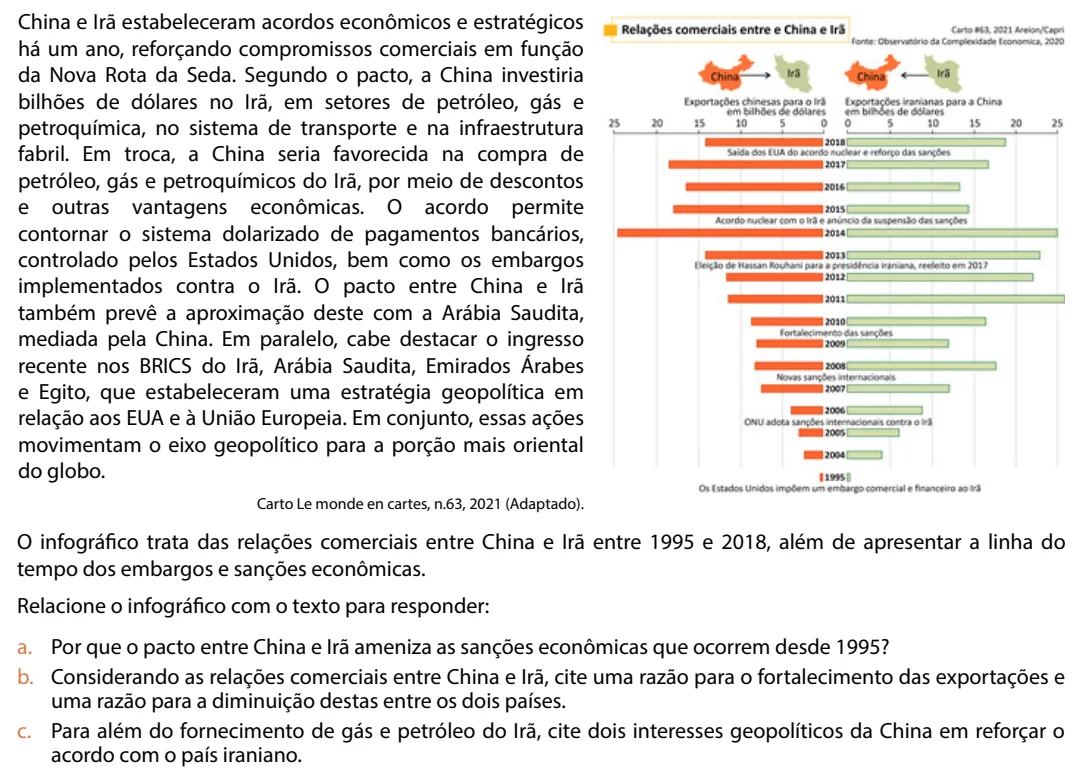 China e Irã estabeleceram acordos econômicos e estratégicos
há um ano, reforçando compromissos comerciais em função
da Nova Rota da Seda. Segundo o pacto, a China investiria
bilhões de dólares no Irã, em setores de petróleo, gás e
petroquímica, no sistema de transporte e na infraestrutura
fabril. Em troca, a China seria favorecida na compra de
petróleo, gás e petroquímicos do Irã, por meio de descontos
e outras vantagens econômicas. O acordo permite
contornar o sistema dolarizado de pagamentos bancários,
controlado pelos Estados Unidos, bem como os embargos
implementados contra o Irã. O pacto entre China e Irã
também prevê a aproximação deste com a Arábia Saudita,
mediada pela China. Em paralelo, cabe destacar o ingresso
recente nos BRICS do Irã, Arábia Saudita, Emirados Árabes
e Egito, que estabeleceram uma estratégia geopolítica em
relação aos EUA e à União Europeia. Em conjunto, essas ações
movimentam o eixo geopolítico para a porção mais oriental
do globo.
Carto Le monde en cartes, n.63, 2021 (Adaptado).
Relações comerciais entre e China e Irã
Carto #63, 2021 Areion/Capri
Fonte: Observatório da Complexidade Economica, 2020
China Irã China Irã
Exportações chinesas para o Irã
em bilhões de dólares
Exportações iranianas para a China
em bilhões de dólares
25 20 15 10 5 0 0 5 10 15 20 25
2018
Saída dos EUA do acordo nuclear e reforço das sanções
2017
2016
2015
Acordo nuclear com o Irã e anúncio da suspensão das sanções
2014
2013
Eleição de Hassan Rouhani para a presidência iraniana, reeleito em 2017
2012
2011
2010
Fortalecimento das sanções
2009
2008
Novas sanções internacionais
2007
2006
ONU adota sanções internacionais contra o Irã
2005
2004
1995
Os Estados Unidos impõem um embargo comercial e financeiro ao Irã
O infográfico trata das relações comerciais entre China e Irã entre 1995 e 2018, além de apresentar a linha do
tempo dos embargos e sanções econômicas.
Relacione o infográfico com o texto para responder:
a. Por que o pacto entre China e Irã ameniza as sanções econômicas que ocorrem desde 1995?
b. Considerando as relações comerciais entre China e Irã, cite uma razão para o fortalecimento das exportações e
uma razão para a diminuição destas entre os dois países.
c. Para além do fornecimento de gás e petróleo do Irã, cite dois interesses geopolíticos da China em reforçar o
acordo com o país iraniano.